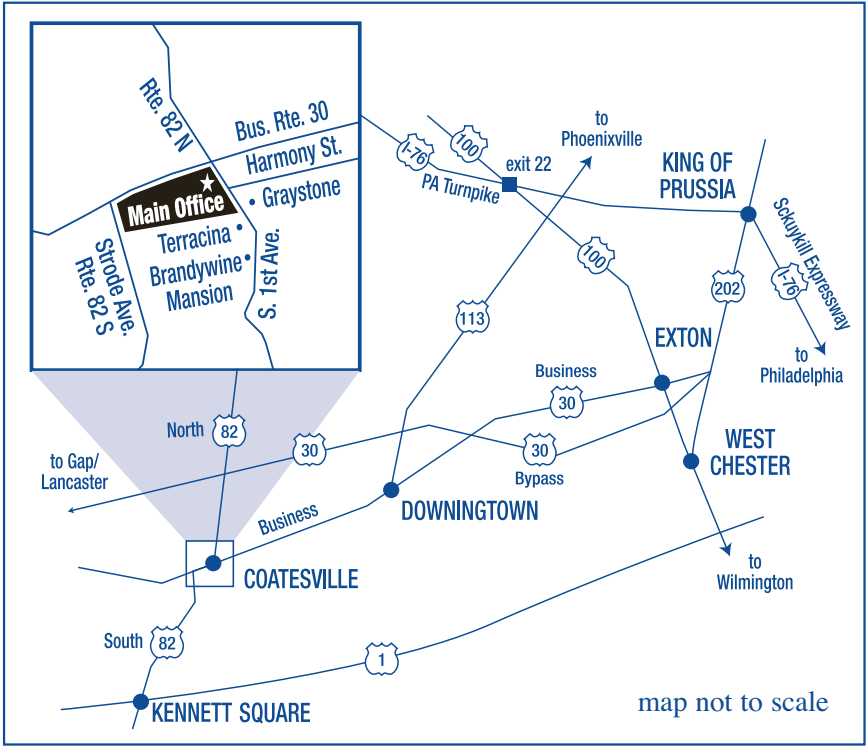 Rte. 82 N
Bus. Rte. 30
Harmony St.
Main Office
• Graystone
Terracina •
Brandywine •
Mansion
S. 1st Ave.
Strode Ave.
Rte. 82 S
I-76
PA Turnpike
100
exit 22
to
Phoenixville
KING OF
PRUSSIA
Sckuykill Expressway
I-76
to
Philadelphia
100
202
113
EXTON
Business
30
North
82
30
30
Bypass
WEST
CHESTER
to Gap/
Lancaster
Business
DOWNINGTOWN
to
Wilmington
COATESVILLE
South
82
1
KENNETT SQUARE
map not to scale